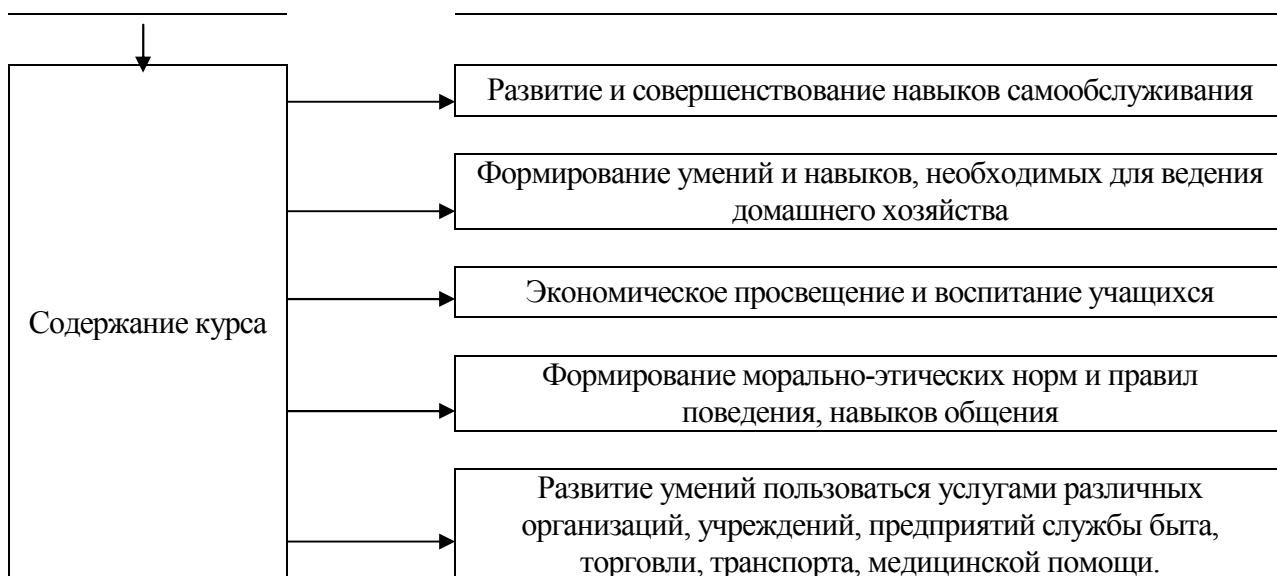 Развитие и совершенствование навыков самообслуживания
Формирование умений и навыков, необходимых для ведения
домашнего хозяйства
Экономическое просвещение и воспитание учащихся
Содержание курса
Формирование морально-этических норм и правил
поведения, навыков общения
Развитие умений пользоваться услугами различных
организаций, учреждений, предприятий службы быта,
торговли, транспорта, медицинской помощи.